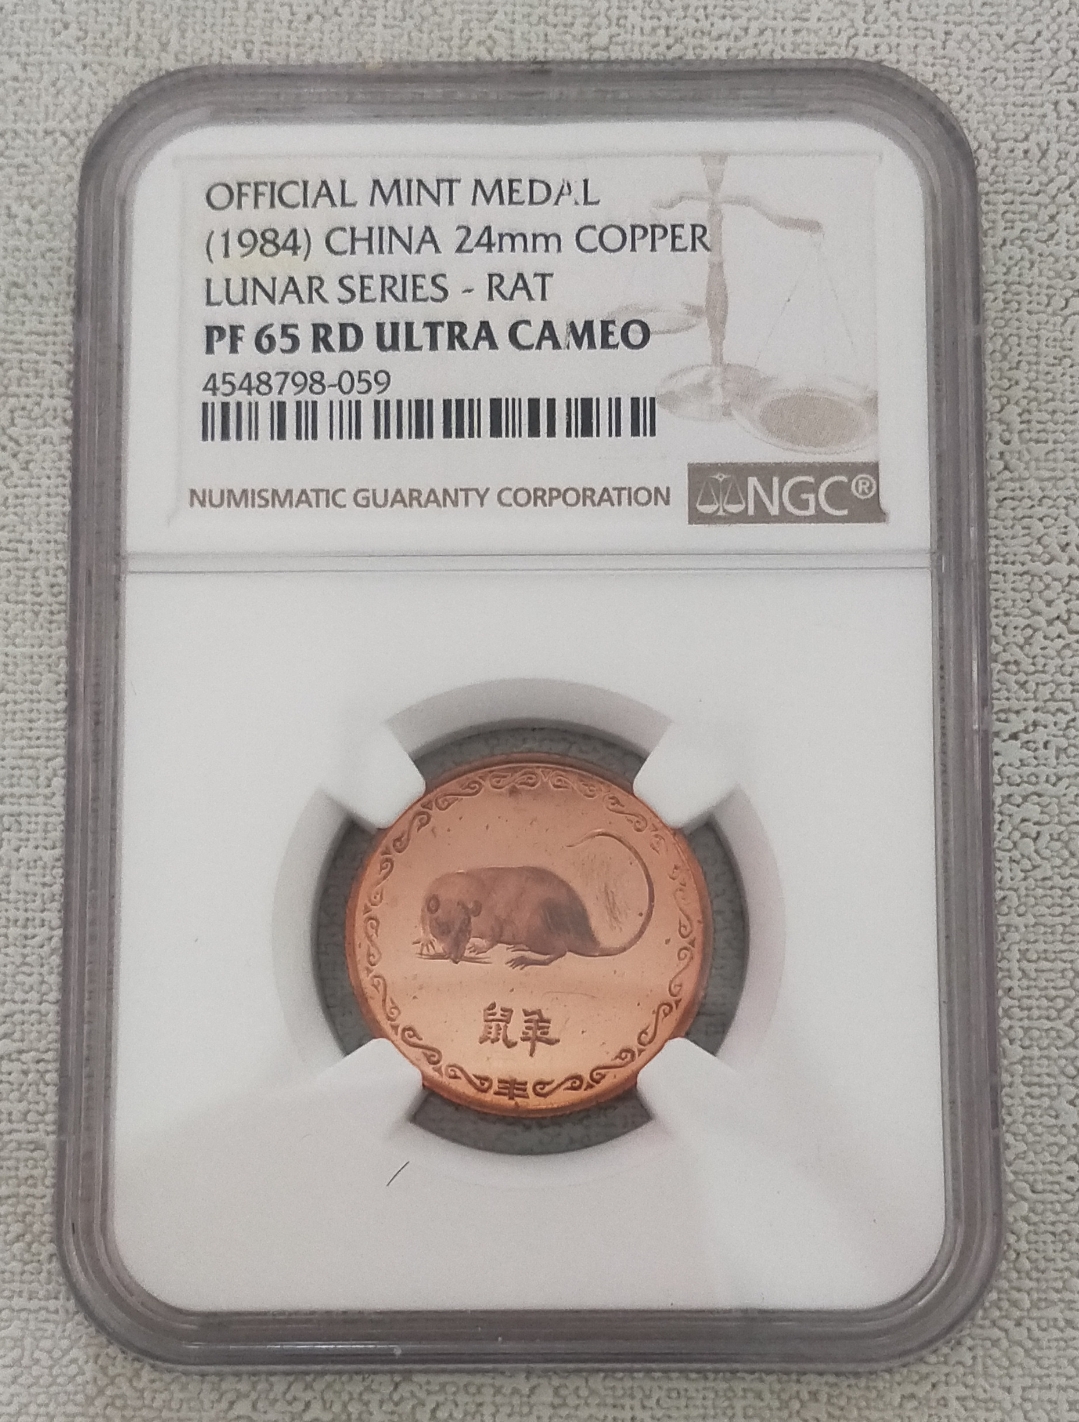 OFFICIAL MINT MEDAL
(1984) CHINA 24mm COPPER
LUNAR SERIES - RAT
PF 65 RD ULTRA CAMEO
4548798-059
NUMISMATIC GUARANTY CORPORATION NGC®
鼠年